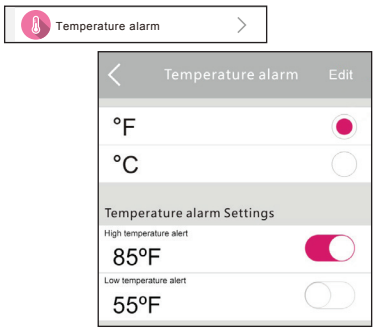 Temperature alarm
Temperature alarm Edit
°F
°C
Temperature alarm Settings
High temperature alert
85ºF
Low temperature alert
55ºF